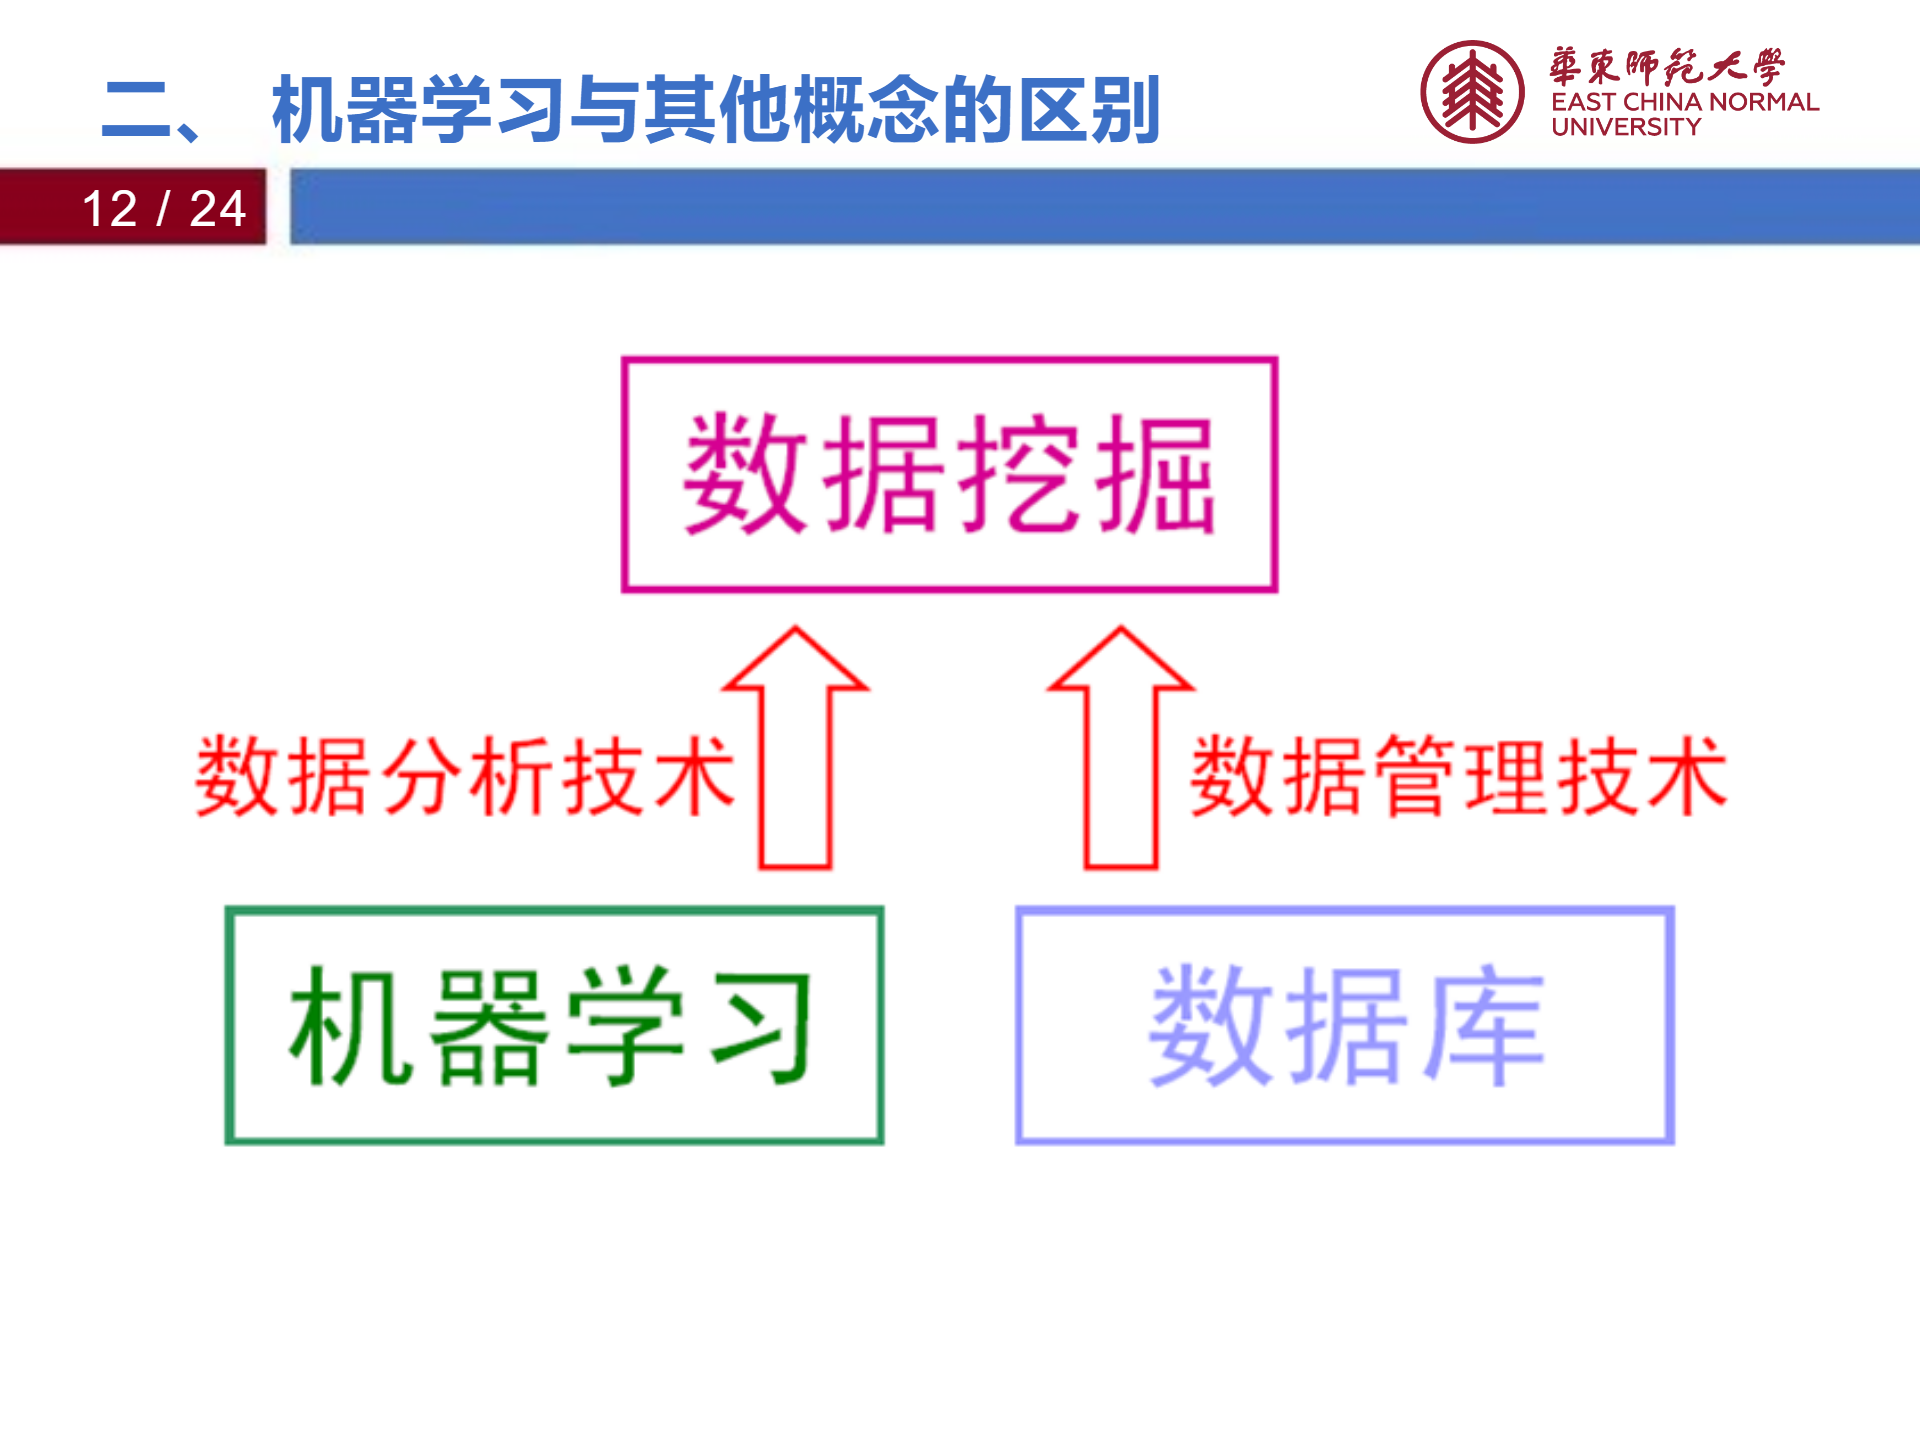 二、 机器学习与其他概念的区别
華東師範大學
EAST CHINA NORMAL
UNIVERSITY
12 / 24
数据挖掘
数据分析技术
数据管理技术
机器学习
数据库